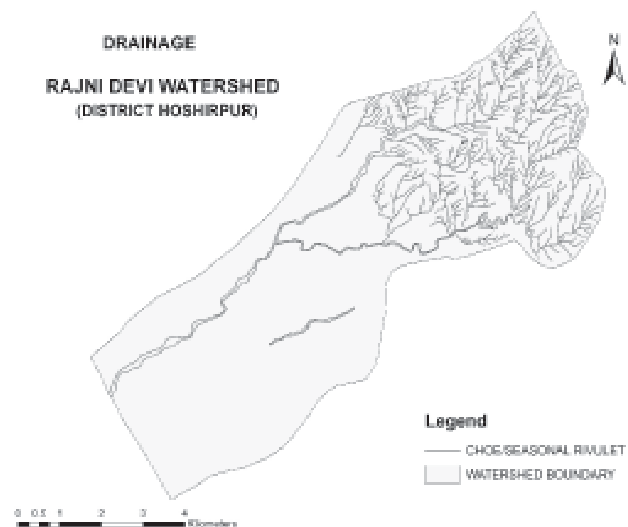 DRAINAGE
N
RAJNI DEVI WATERSHED
(DISTRICT HOSHIRPUR)
Legend
CHOE/SEASONAL RIVULET
WATERSHED BOUNDARY
0 0.5 1 2 3 4
Kilometers